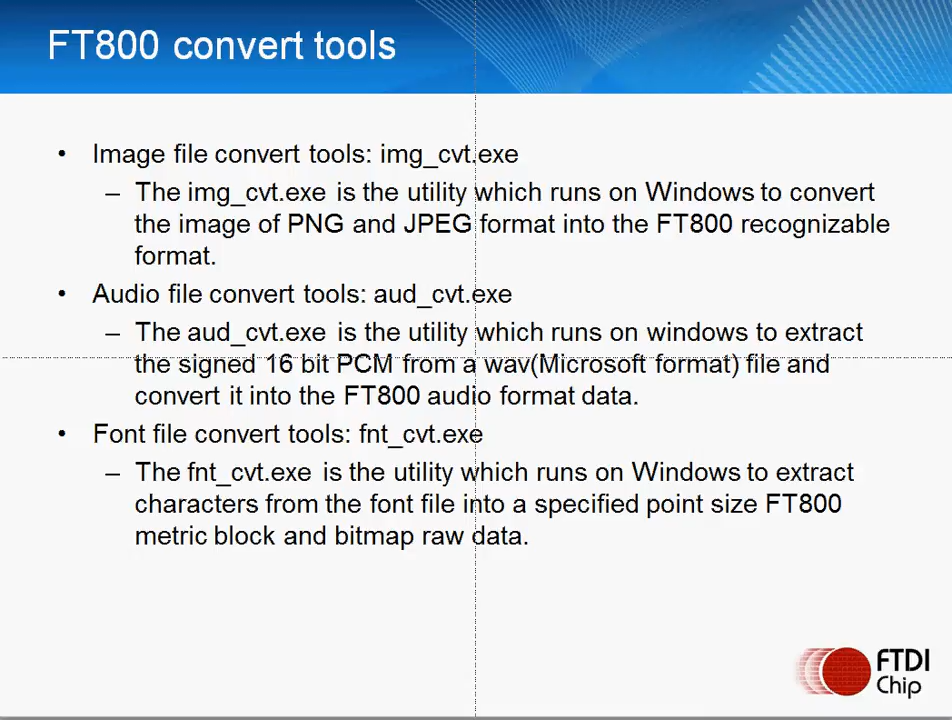 FT800 convert tools
• Image file convert tools: img_cvt.exe
– The img_cvt.exe is the utility which runs on Windows to convert
the image of PNG and JPEG format into the FT800 recognizable
format.
• Audio file convert tools: aud_cvt.exe
– The aud_cvt.exe is the utility which runs on windows to extract
the signed 16 bit PCM from a wav(Microsoft format) file and
convert it into the FT800 audio format data.
• Font file convert tools: fnt_cvt.exe
– The fnt_cvt.exe is the utility which runs on Windows to extract
characters from the font file into a specified point size FT800
metric block and bitmap raw data.
FTDI
Chip